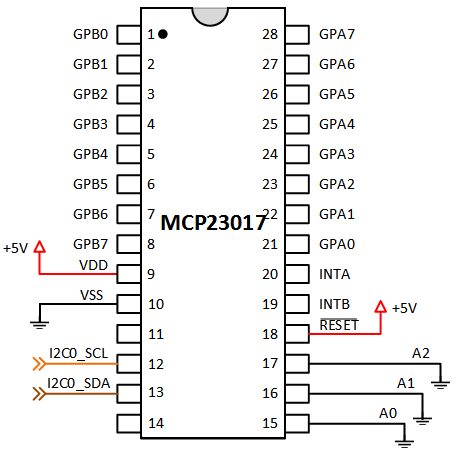 GPB0 1 28 GPA7
GPB1 2 27 GPA6
GPB2 3 26 GPA5
GPB3 4 25 GPA4
GPB4 5 24 GPA3
GPB5 6 23 GPA2
GPB6 7 22 GPA1
MCP23017
GPB7 8 21 GPA0
+5V
VDD 9 20 INTA
VSS 10 19 INTB
+5V
11 18 RESET
I2C0_SCL 12 17 A2
I2C0_SDA 13 16 A1
14 15 A0